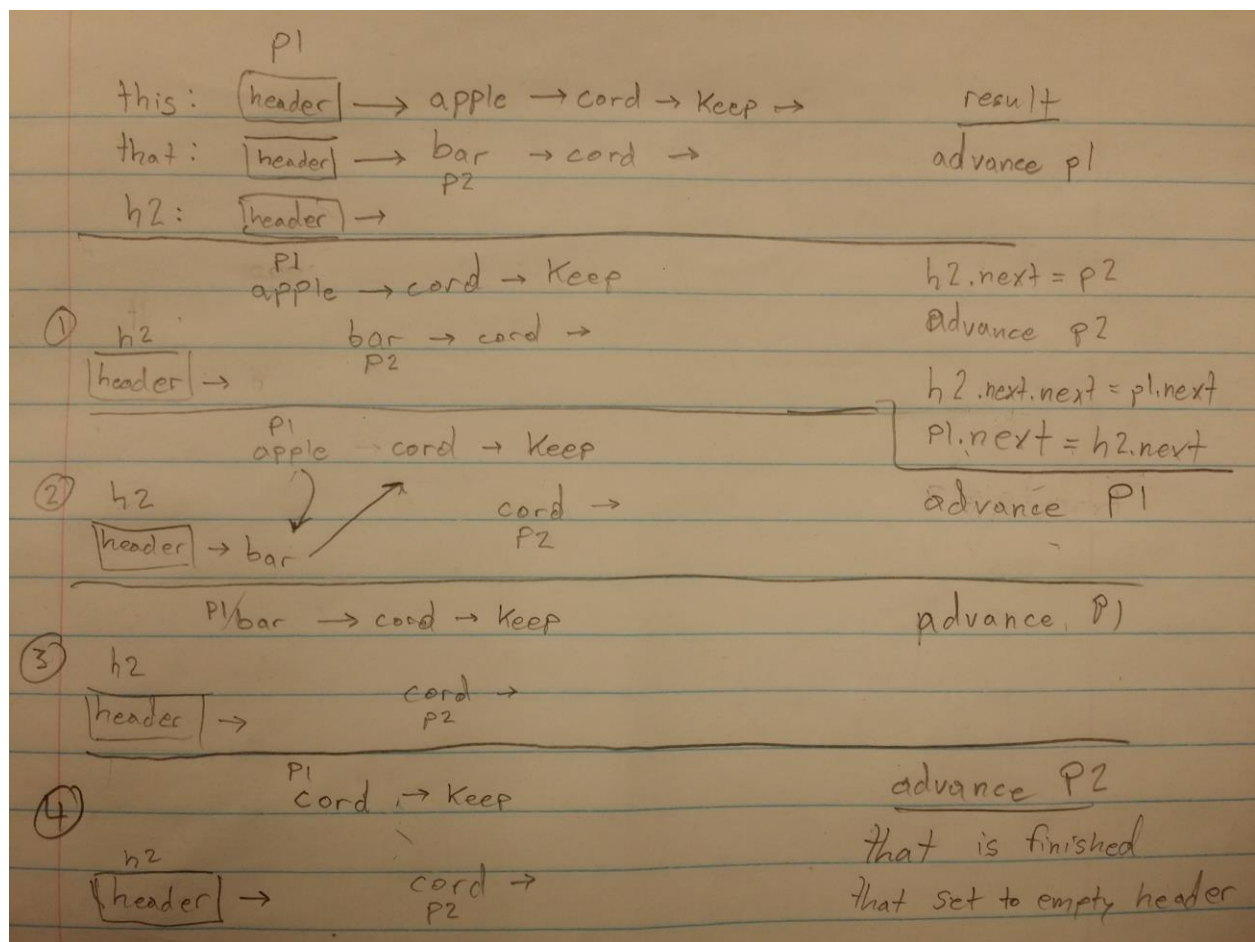 p1
this: header → apple → cord → Keep → result
that: header → bar → cord → advance p1
p2
h2: header →
P1
apple → cord → Keep h2.next = p2
① h2 bar → cord → advance p2
P2
header → h2.next.next = p1.next
P1 P1.next = h2.next
apple cord → Keep
② h2 cord → advance P1
P2
header → bar
P1/bar → cord → Keep advance P1
③ h2
cord →
header → P2
P1
cord → Keep advance P2
④
that is finished
h2
header → cord → that set to empty header
P2